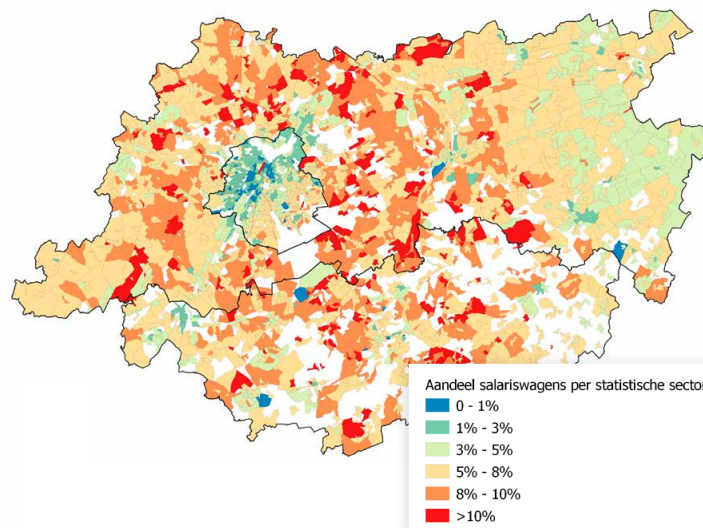 Aandeel salariswagens per statistische sector
0 - 1%
1% - 3%
3% - 5%
5% - 8%
8% - 10%
>10%